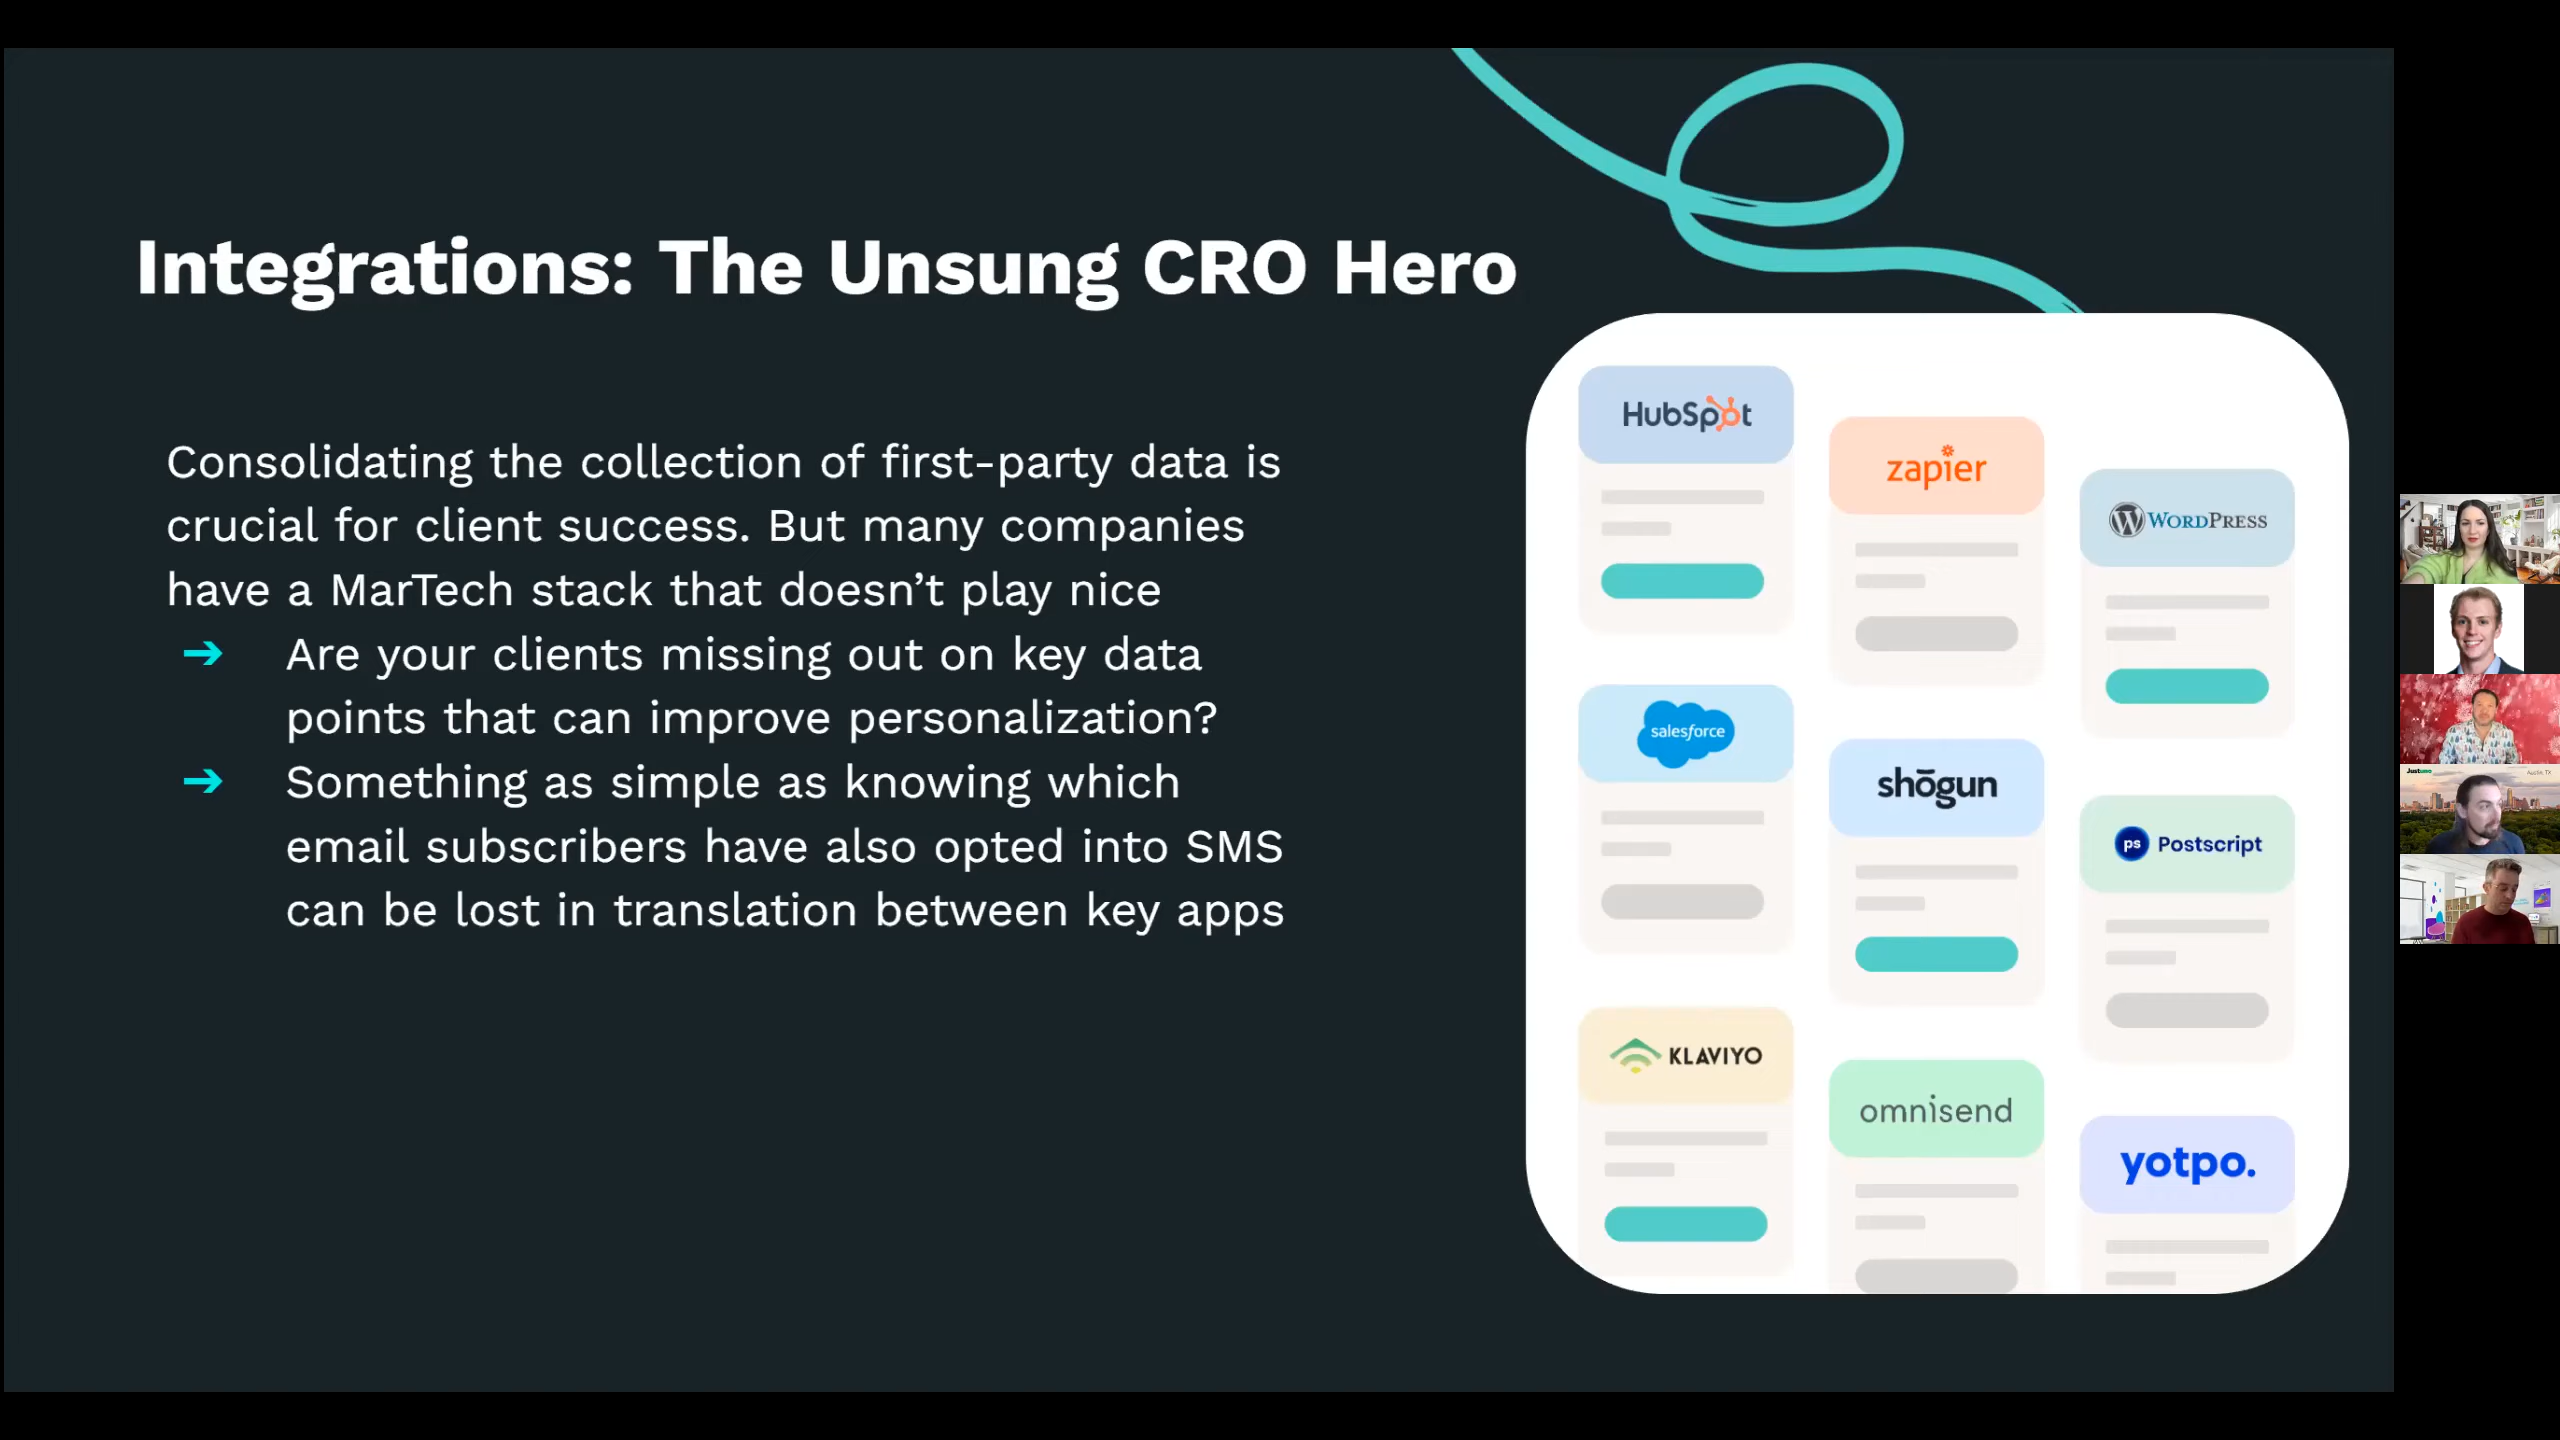 Integrations: The Unsung CRO Hero
Consolidating the collection of first-party data is
crucial for client success. But many companies
have a MarTech stack that doesn’t play nice
➔ Are your clients missing out on key data
points that can improve personalization?
➔ Something as simple as knowing which
email subscribers have also opted into SMS
can be lost in translation between key apps
HubSpot
zapier
WORDPRESS
salesforce
shōgun
ps Postscript
KLAVIYO
omnisend
yotpo.
Justuno
Austin, TX